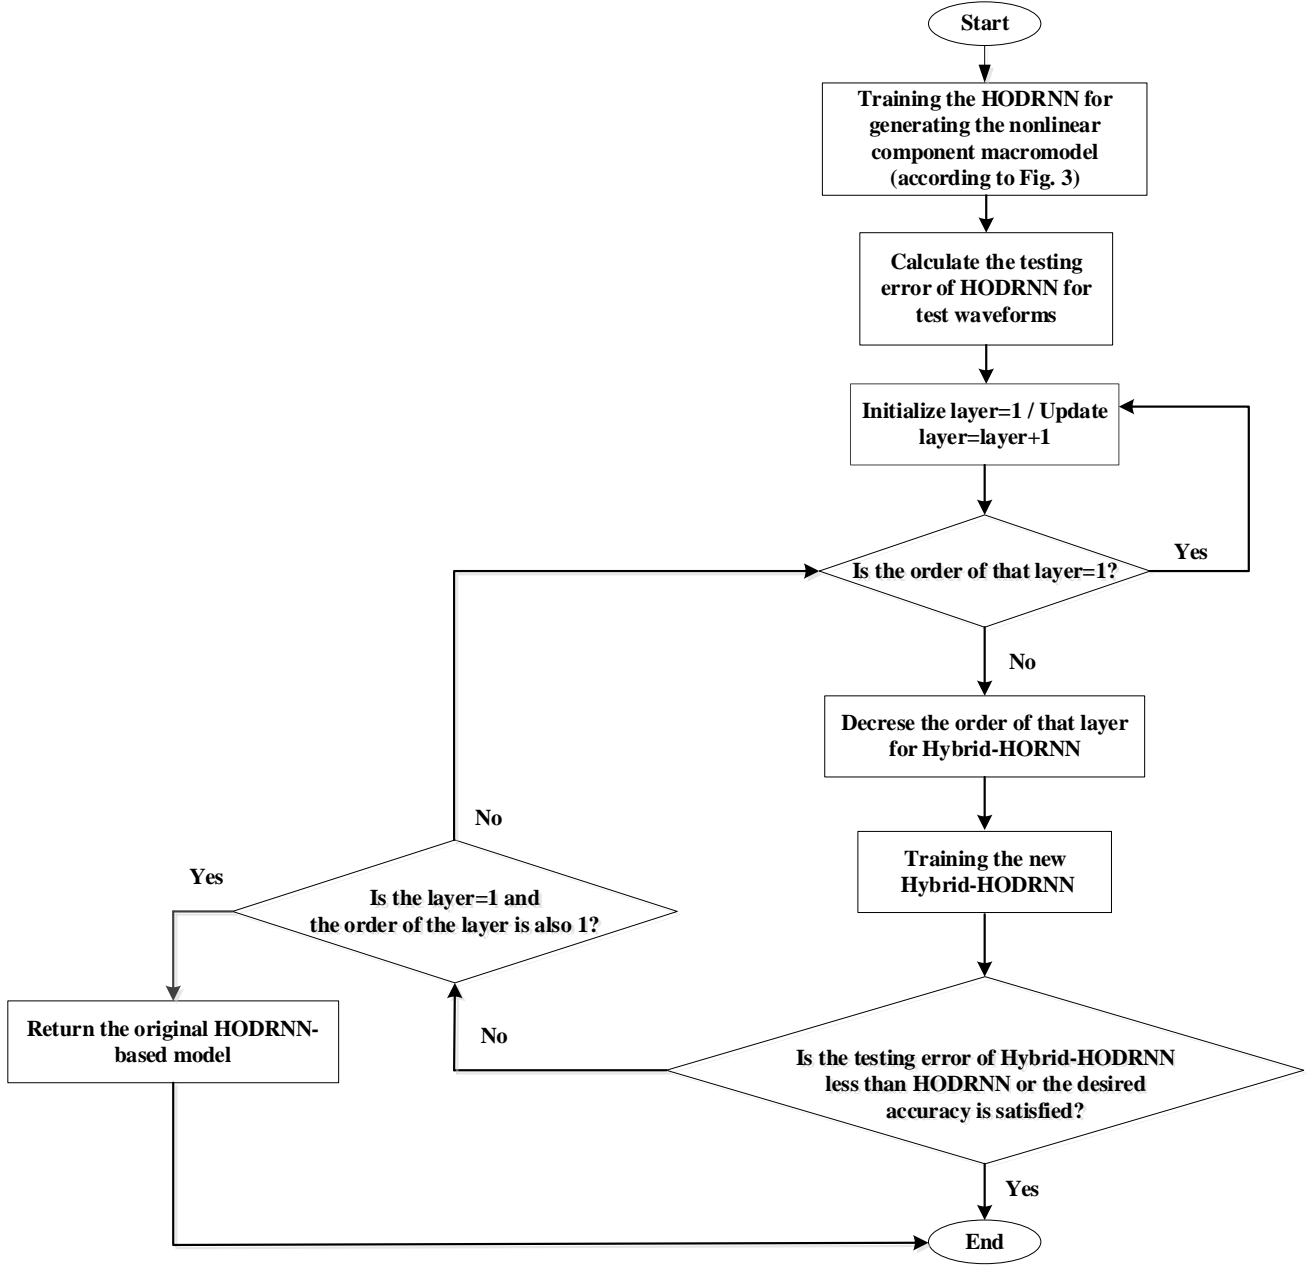 Start
Training the HODRNN for
generating the nonlinear
component macromodel
(according to Fig. 3)
Calculate the testing
error of HODRNN for
test waveforms
Initialize layer=1 / Update
layer=layer+1
Is the order of that layer=1?
Yes
No
Decrese the order of that layer
for Hybrid-HORNN
Training the new
Hybrid-HODRNN
Is the testing error of Hybrid-HODRNN
less than HODRNN or the desired
accuracy is satisfied?
No
Yes
Is the layer=1 and
the order of the layer is also 1?
No
Yes
Return the original HODRNN-
based model
End